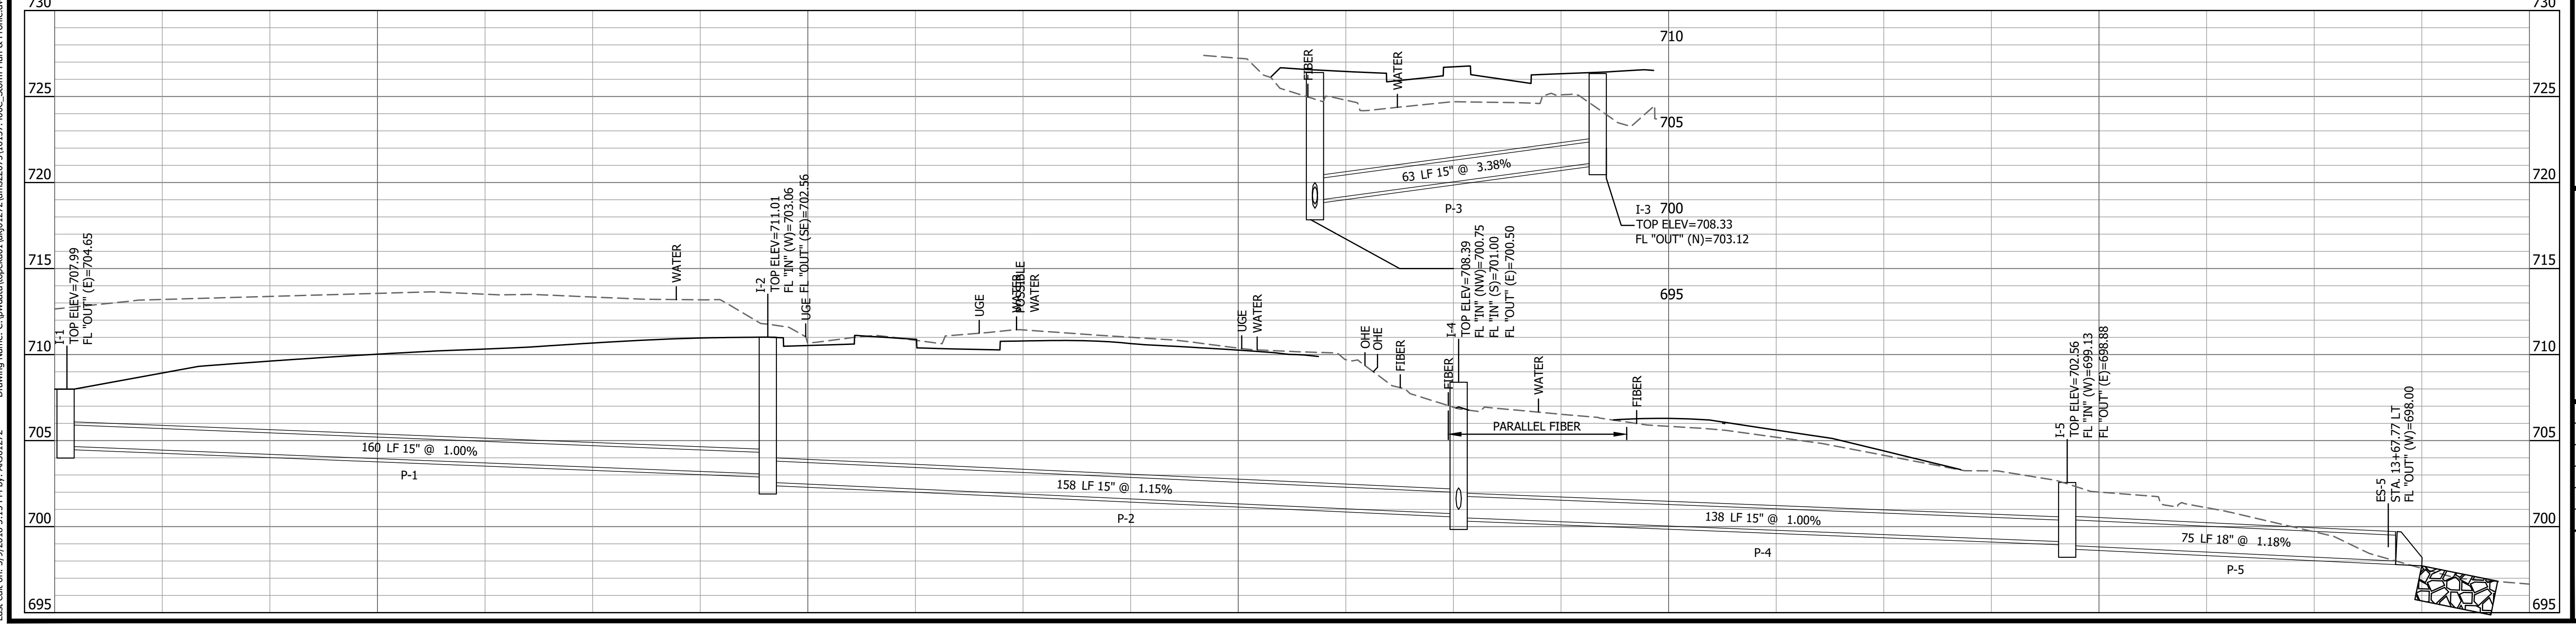 730
730
725
725
720
720
715
715
710
710
705
705
700
700
695
695
710
705
700
695
FIBER
WATER
63 LF 15" @ 3.38%
P-3
I-3
TOP ELEV=708.33
FL "OUT" (N)=703.12
I-1
TOP ELEV=707.99
FL "OUT" (E)=704.65
160 LF 15" @ 1.00%
P-1
WATER
I-2
TOP ELEV=711.01
FL "IN" (W)=703.06
FL "OUT" (SE)=702.56
UGE
UGE
WATER
POSSIBLE
WATER
158 LF 15" @ 1.15%
P-2
UGE
WATER
OHE
OHE
FIBER
FIBER
I-4
TOP ELEV=708.39
FL "IN" (NW)=700.75
FL "IN" (S)=701.00
FL "OUT" (E)=700.50
WATER
FIBER
PARALLEL FIBER
138 LF 15" @ 1.00%
P-4
I-5
TOP ELEV=702.56
FL "IN" (W)=699.13
FL "OUT" (E)=698.88
75 LF 18" @ 1.18%
P-5
ES-5
STA. 13+67.77 LT
FL "OUT" (W)=698.00